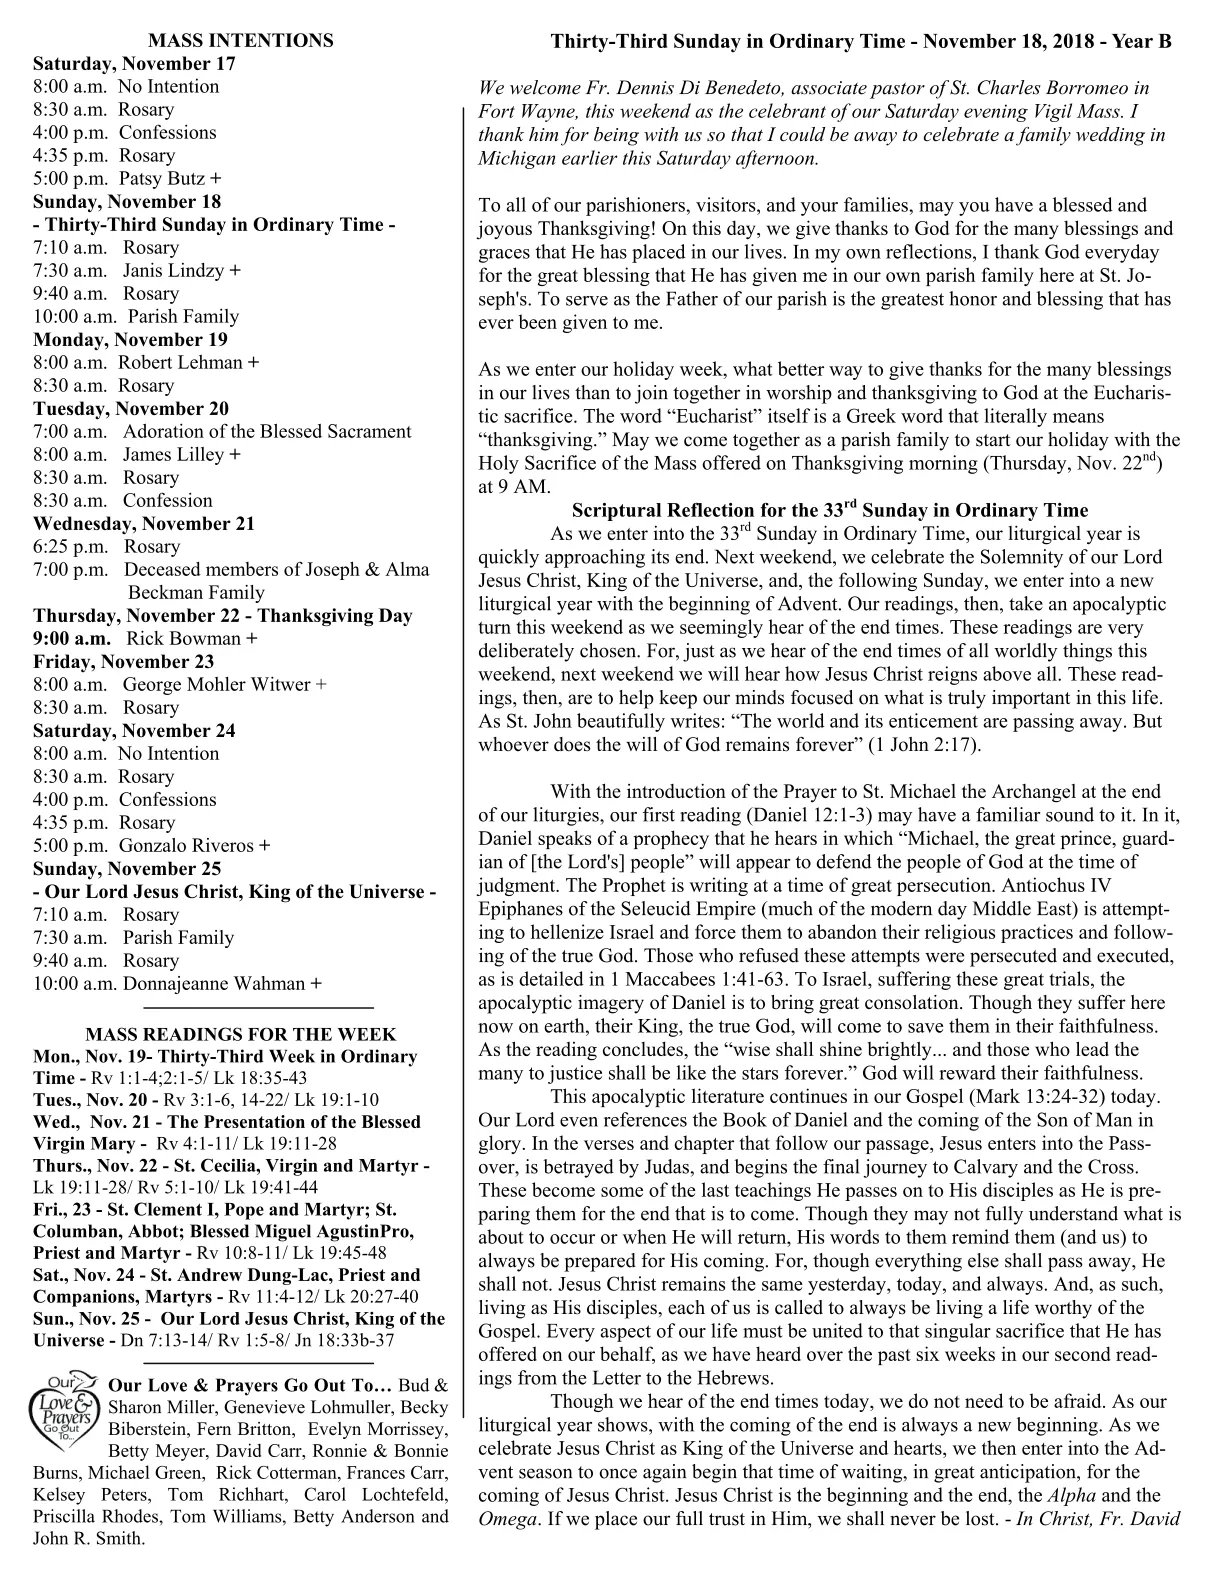 MASS INTENTIONS
Saturday, November 17
8:00 a.m. No Intention
8:30 a.m. Rosary
4:00 p.m. Confessions
4:35 p.m. Rosary
5:00 p.m. Patsy Butz +
Sunday, November 18
- Thirty-Third Sunday in Ordinary Time -
7:10 a.m. Rosary
7:30 a.m. Janis Lindzy +
9:40 a.m. Rosary
10:00 a.m. Parish Family
Monday, November 19
8:00 a.m. Robert Lehman +
8:30 a.m. Rosary
Tuesday, November 20
7:00 a.m. Adoration of the Blessed Sacrament
8:00 a.m. James Lilley +
8:30 a.m. Rosary
8:30 a.m. Confession
Wednesday, November 21
6:25 p.m. Rosary
7:00 p.m. Deceased members of Joseph & Alma
Beckman Family
Thursday, November 22 - Thanksgiving Day
9:00 a.m. Rick Bowman +
Friday, November 23
8:00 a.m. George Mohler Witwer +
8:30 a.m. Rosary
Saturday, November 24
8:00 a.m. No Intention
8:30 a.m. Rosary
4:00 p.m. Confessions
4:35 p.m. Rosary
5:00 p.m. Gonzalo Riveros +
Sunday, November 25
- Our Lord Jesus Christ, King of the Universe -
7:10 a.m. Rosary
7:30 a.m. Parish Family
9:40 a.m. Rosary
10:00 a.m. Donnajeanne Wahman +
MASS READINGS FOR THE WEEK
Mon., Nov. 19- Thirty-Third Week in Ordinary
Time - Rv 1:1-4;2:1-5/ Lk 18:35-43
Tues., Nov. 20 - Rv 3:1-6, 14-22/ Lk 19:1-10
Wed., Nov. 21 - The Presentation of the Blessed
Virgin Mary - Rv 4:1-11/ Lk 19:11-28
Thurs., Nov. 22 - St. Cecilia, Virgin and Martyr -
Lk 19:11-28/ Rv 5:1-10/ Lk 19:41-44
Fri., 23 - St. Clement I, Pope and Martyr; St.
Columban, Abbot; Blessed Miguel AgustinPro,
Priest and Martyr - Rv 10:8-11/ Lk 19:45-48
Sat., Nov. 24 - St. Andrew Dung-Lac, Priest and
Companions, Martyrs - Rv 11:4-12/ Lk 20:27-40
Sun., Nov. 25 - Our Lord Jesus Christ, King of the
Universe - Dn 7:13-14/ Rv 1:5-8/ Jn 18:33b-37
Our
Love &
Prayers
Go Out
To...
Our Love & Prayers Go Out To… Bud &
Sharon Miller, Genevieve Lohmuller, Becky
Biberstein, Fern Britton, Evelyn Morrissey,
Betty Meyer, David Carr, Ronnie & Bonnie
Burns, Michael Green, Rick Cotterman, Frances Carr,
Kelsey Peters, Tom Richhart, Carol Lochtefeld,
Priscilla Rhodes, Tom Williams, Betty Anderson and
John R. Smith.
Thirty-Third Sunday in Ordinary Time - November 18, 2018 - Year B
We welcome Fr. Dennis Di Benedeto, associate pastor of St. Charles Borromeo in
Fort Wayne, this weekend as the celebrant of our Saturday evening Vigil Mass. I
thank him for being with us so that I could be away to celebrate a family wedding in
Michigan earlier this Saturday afternoon.
To all of our parishioners, visitors, and your families, may you have a blessed and
joyous Thanksgiving! On this day, we give thanks to God for the many blessings and
graces that He has placed in our lives. In my own reflections, I thank God everyday
for the great blessing that He has given me in our own parish family here at St. Jo-
seph's. To serve as the Father of our parish is the greatest honor and blessing that has
ever been given to me.
As we enter our holiday week, what better way to give thanks for the many blessings
in our lives than to join together in worship and thanksgiving to God at the Eucharis-
tic sacrifice. The word “Eucharist” itself is a Greek word that literally means
“thanksgiving.” May we come together as a parish family to start our holiday with the
Holy Sacrifice of the Mass offered on Thanksgiving morning (Thursday, Nov. 22nd)
at 9 AM.
Scriptural Reflection for the 33rd Sunday in Ordinary Time
As we enter into the 33rd Sunday in Ordinary Time, our liturgical year is
quickly approaching its end. Next weekend, we celebrate the Solemnity of our Lord
Jesus Christ, King of the Universe, and, the following Sunday, we enter into a new
liturgical year with the beginning of Advent. Our readings, then, take an apocalyptic
turn this weekend as we seemingly hear of the end times. These readings are very
deliberately chosen. For, just as we hear of the end times of all worldly things this
weekend, next weekend we will hear how Jesus Christ reigns above all. These read-
ings, then, are to help keep our minds focused on what is truly important in this life.
As St. John beautifully writes: “The world and its enticement are passing away. But
whoever does the will of God remains forever” (1 John 2:17).
With the introduction of the Prayer to St. Michael the Archangel at the end
of our liturgies, our first reading (Daniel 12:1-3) may have a familiar sound to it. In it,
Daniel speaks of a prophecy that he hears in which “Michael, the great prince, guard-
ian of [the Lord's] people” will appear to defend the people of God at the time of
judgment. The Prophet is writing at a time of great persecution. Antiochus IV
Epiphanes of the Seleucid Empire (much of the modern day Middle East) is attempt-
ing to hellenize Israel and force them to abandon their religious practices and follow-
ing of the true God. Those who refused these attempts were persecuted and executed,
as is detailed in 1 Maccabees 1:41-63. To Israel, suffering these great trials, the
apocalyptic imagery of Daniel is to bring great consolation. Though they suffer here
now on earth, their King, the true God, will come to save them in their faithfulness.
As the reading concludes, the “wise shall shine brightly... and those who lead the
many to justice shall be like the stars forever.” God will reward their faithfulness.
This apocalyptic literature continues in our Gospel (Mark 13:24-32) today.
Our Lord even references the Book of Daniel and the coming of the Son of Man in
glory. In the verses and chapter that follow our passage, Jesus enters into the Pass-
over, is betrayed by Judas, and begins the final journey to Calvary and the Cross.
These become some of the last teachings He passes on to His disciples as He is pre-
paring them for the end that is to come. Though they may not fully understand what is
about to occur or when He will return, His words to them remind them (and us) to
always be prepared for His coming. For, though everything else shall pass away, He
shall not. Jesus Christ remains the same yesterday, today, and always. And, as such,
living as His disciples, each of us is called to always be living a life worthy of the
Gospel. Every aspect of our life must be united to that singular sacrifice that He has
offered on our behalf, as we have heard over the past six weeks in our second read-
ings from the Letter to the Hebrews.
Though we hear of the end times today, we do not need to be afraid. As our
liturgical year shows, with the coming of the end is always a new beginning. As we
celebrate Jesus Christ as King of the Universe and hearts, we then enter into the Ad-
vent season to once again begin that time of waiting, in great anticipation, for the
coming of Jesus Christ. Jesus Christ is the beginning and the end, the Alpha and the
Omega. If we place our full trust in Him, we shall never be lost. - In Christ, Fr. David